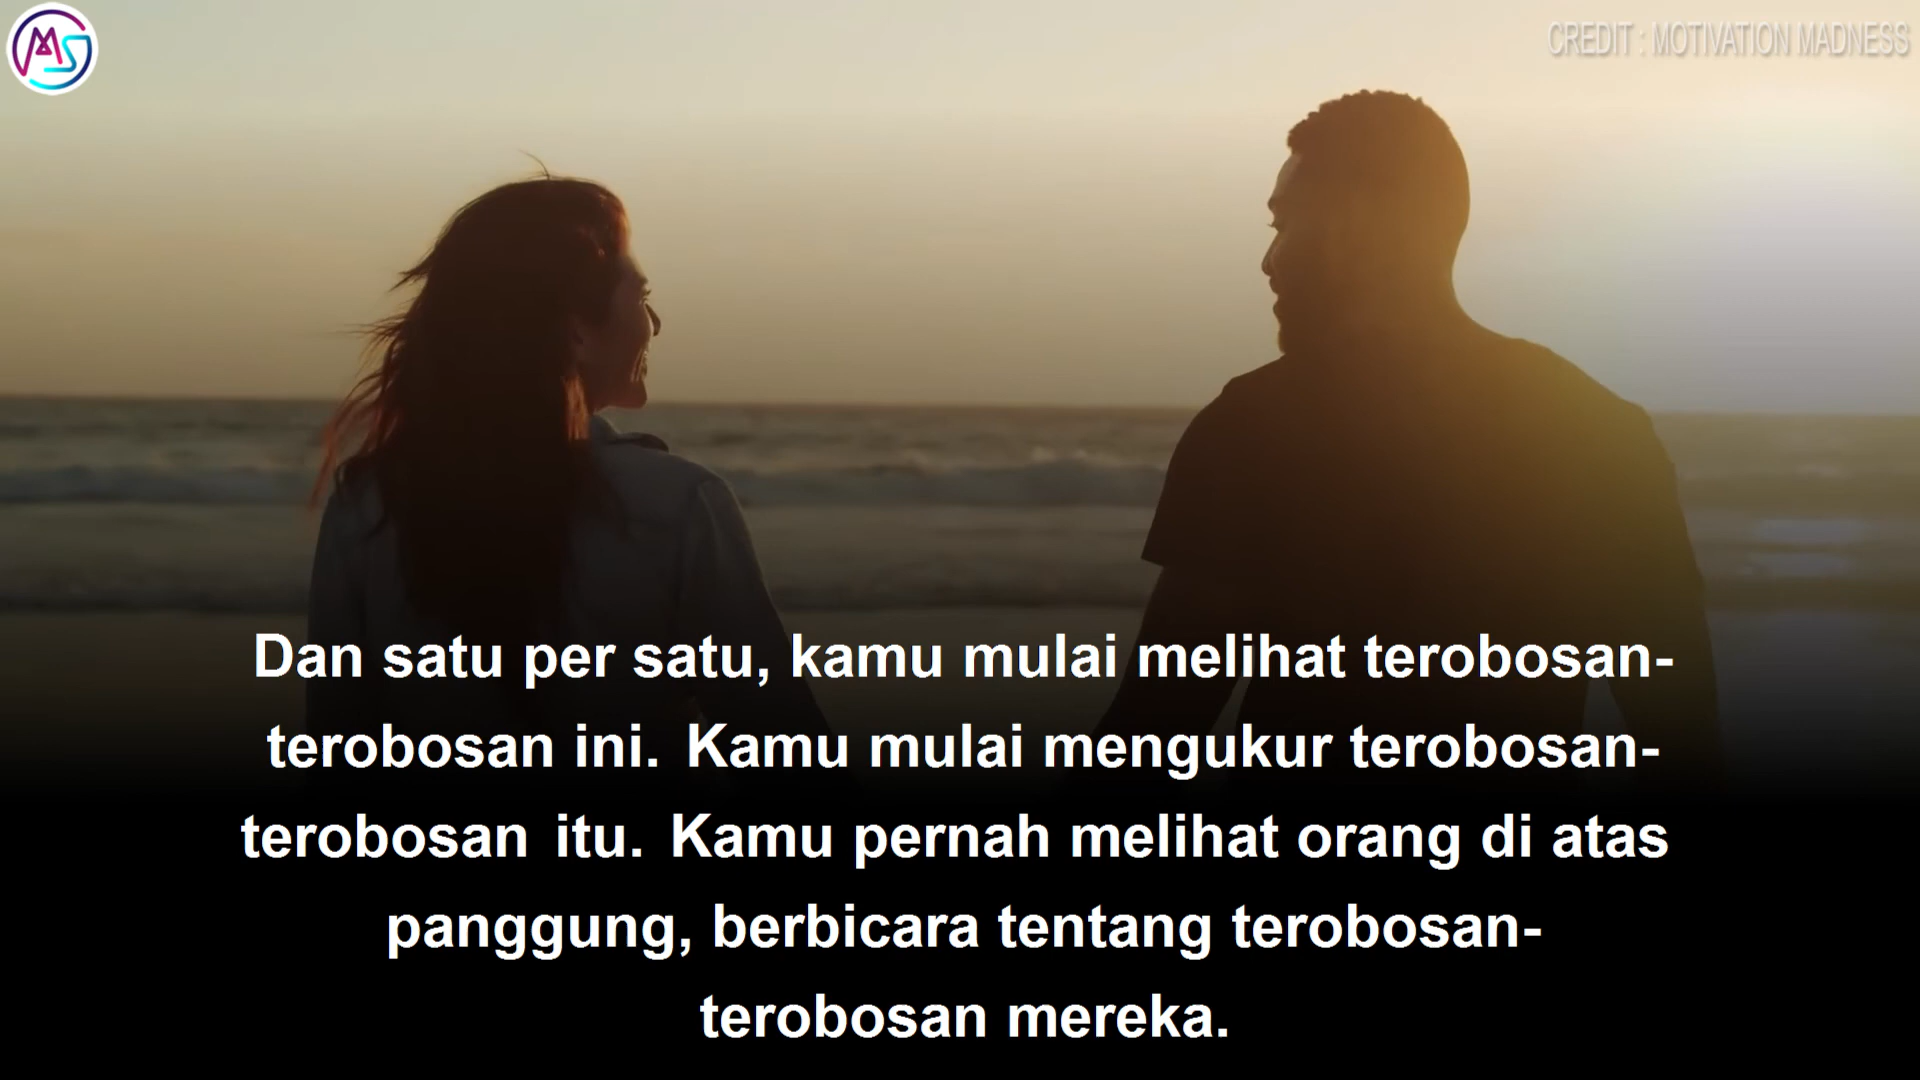 MS
CREDIT : MOTIVATION MADNESS
Dan satu per satu, kamu mulai melihat terobosan-
terobosan ini. Kamu mulai mengukur terobosan-
terobosan itu. Kamu pernah melihat orang di atas
panggung, berbicara tentang terobosan-
terobosan mereka.